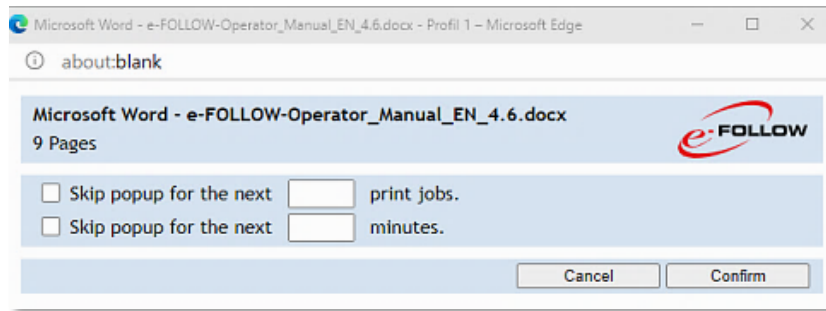 Microsoft Word - e-FOLLOW-Operator_Manual_EN_4.6.docx - Profil 1 – Microsoft Edge
about:blank
Microsoft Word - e-FOLLOW-Operator_Manual_EN_4.6.docx
9 Pages
e-FOLLOW
Skip popup for the next print jobs.
Skip popup for the next minutes.
Cancel Confirm